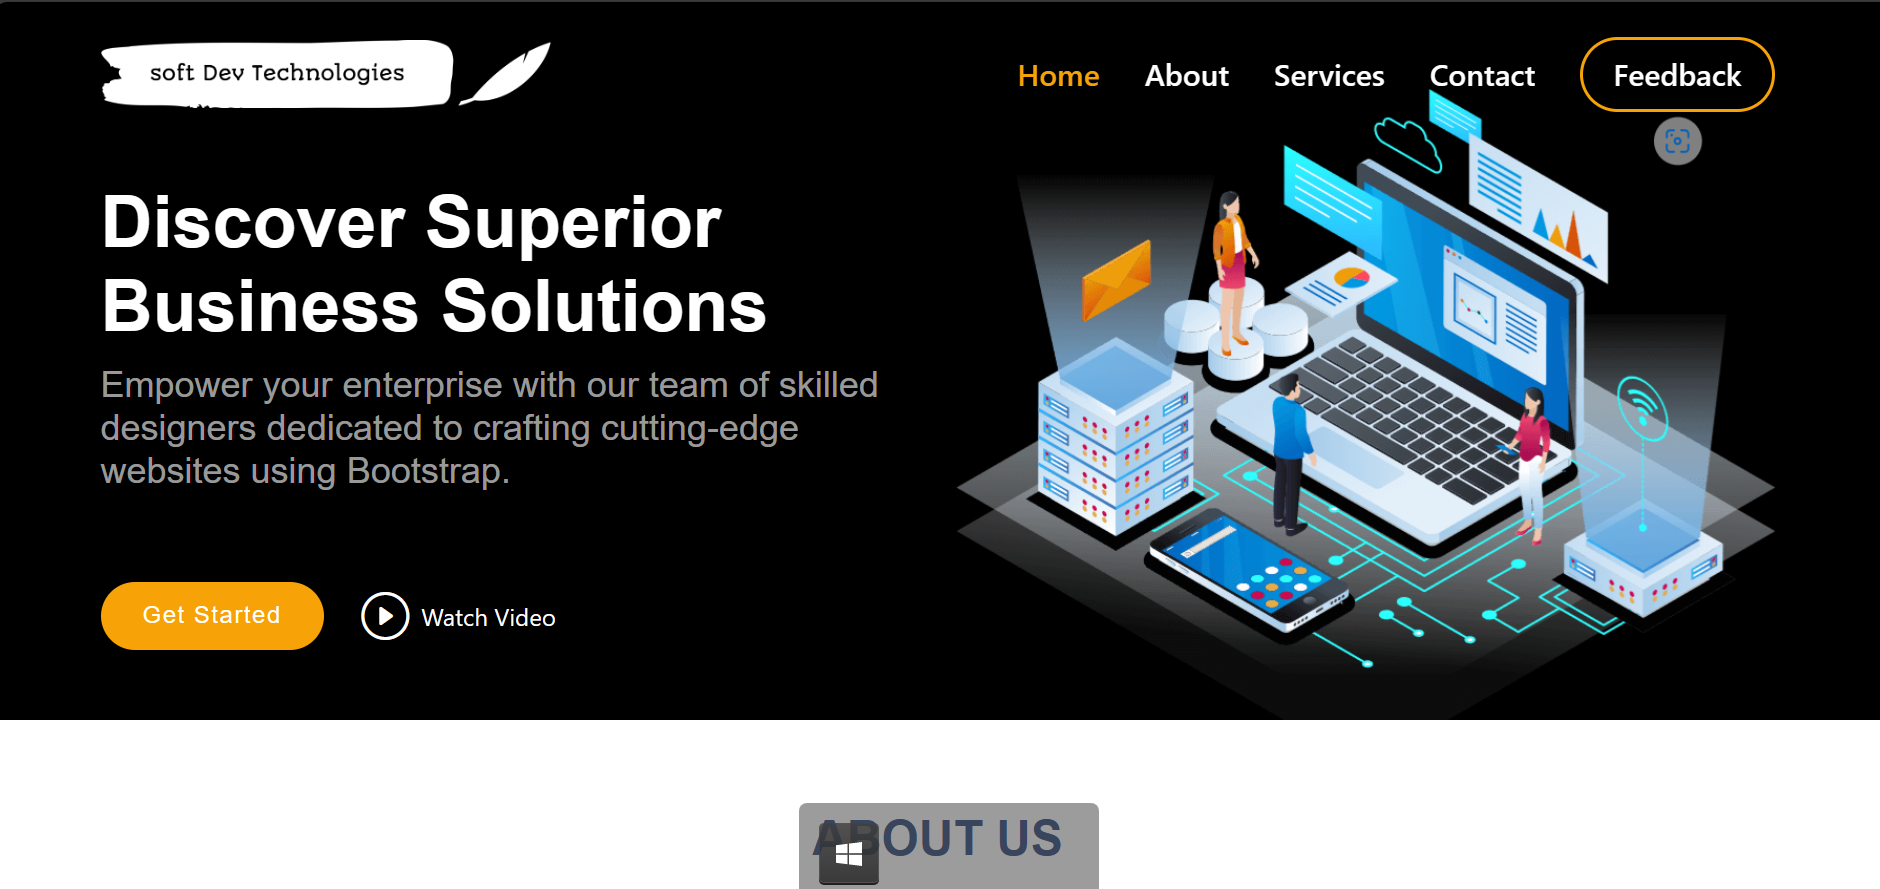 soft Dev Technologies
Home About Services Contact Feedback
Discover Superior
Business Solutions
Empower your enterprise with our team of skilled
designers dedicated to crafting cutting-edge
websites using Bootstrap.
Get Started
Watch Video
ABOUT US